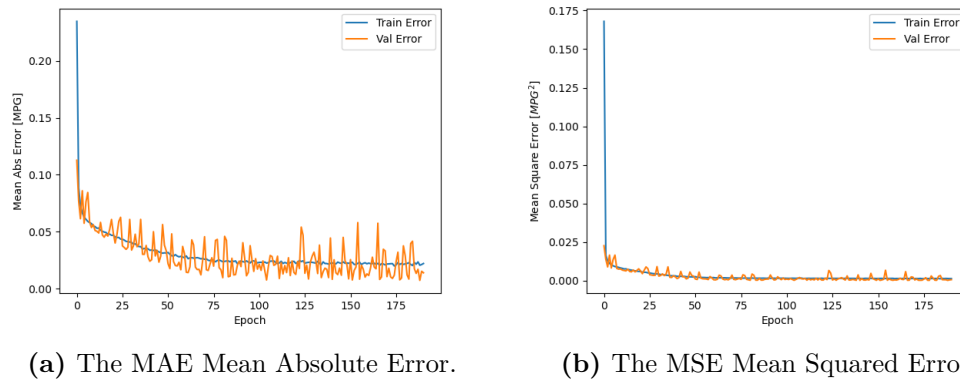 Train Error
Val Error
Mean Abs Error [MPG]
0.20
0.15
0.10
0.05
0.00
0 25 50 75 100 125 150 175
Epoch
(a) The MAE Mean Absolute Error.
Train Error
Val Error
Mean Square Error [MPG²]
0.175
0.150
0.125
0.100
0.075
0.050
0.025
0.000
0 25 50 75 100 125 150 175
Epoch
(b) The MSE Mean Squared Erro